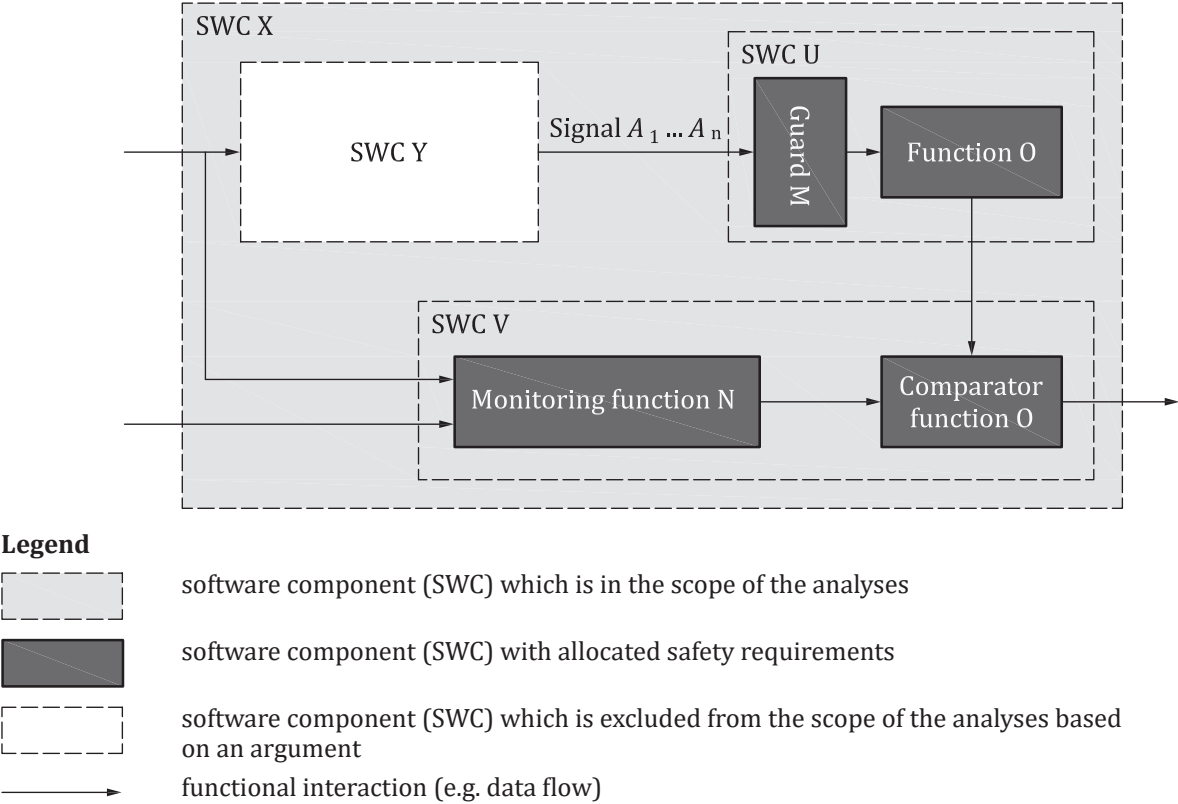 SWC X
SWC U
SWC Y
Signal A 1 ... A n
Guard M
Function O
SWC V
Monitoring function N
Comparator
function O
Legend
software component (SWC) which is in the scope of the analyses
software component (SWC) with allocated safety requirements
software component (SWC) which is excluded from the scope of the analyses based
on an argument
functional interaction (e.g. data flow)